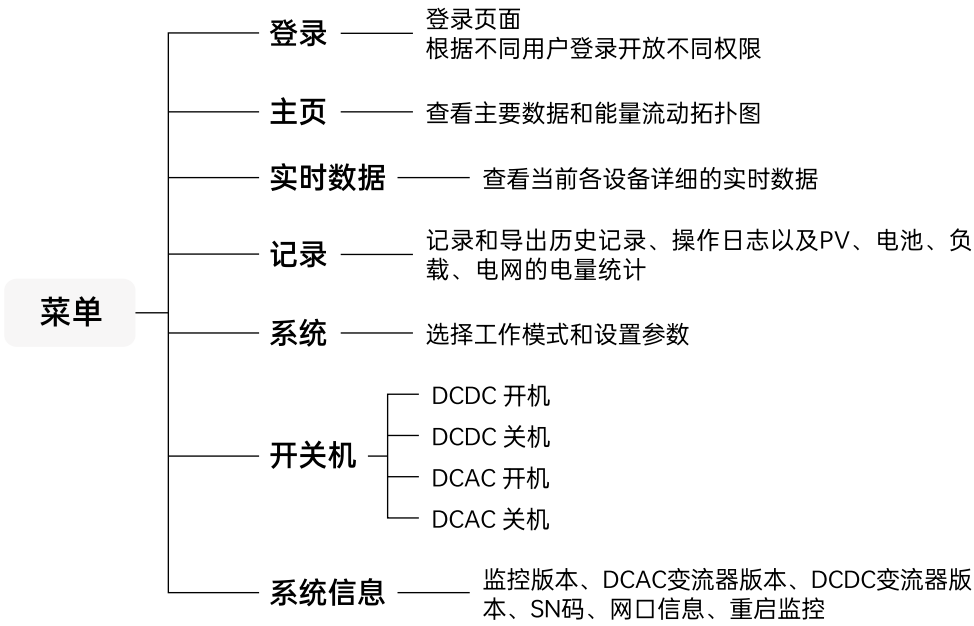 菜单
登录
登录页面
根据不同用户登录开放不同权限
主页
查看主要数据和能量流动拓扑图
实时数据
查看当前各设备详细的实时数据
记录
记录和导出历史记录、操作日志以及PV、电池、负
载、电网的电量统计
系统
选择工作模式和设置参数
开关机
DCDC 开机
DCDC 关机
DCAC 开机
DCAC 关机
系统信息
监控版本、DCAC变流器版本、DCDC变流器版
本、SN码、网口信息、重启监控